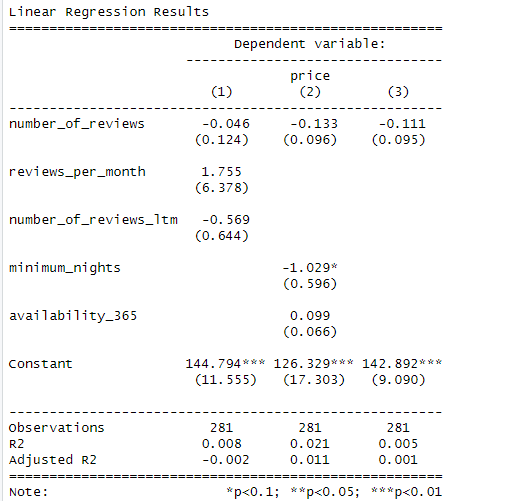 Linear Regression Results
=======================================================
Dependent variable:
--------------------------------
price
(1) (2) (3)
-------------------------------------------------------
number_of_reviews -0.046 -0.133 -0.111
(0.124) (0.096) (0.095)
reviews_per_month 1.755
(6.378)
number_of_reviews_ltm -0.569
(0.644)
minimum_nights -1.029*
(0.596)
availability_365 0.099
(0.066)
Constant 144.794*** 126.329*** 142.892***
(11.555) (17.303) (9.090)
-------------------------------------------------------
Observations 281 281 281
R2 0.008 0.021 0.005
Adjusted R2 -0.002 0.011 0.001
=======================================================
Note: *p<0.1; **p<0.05; ***p<0.01